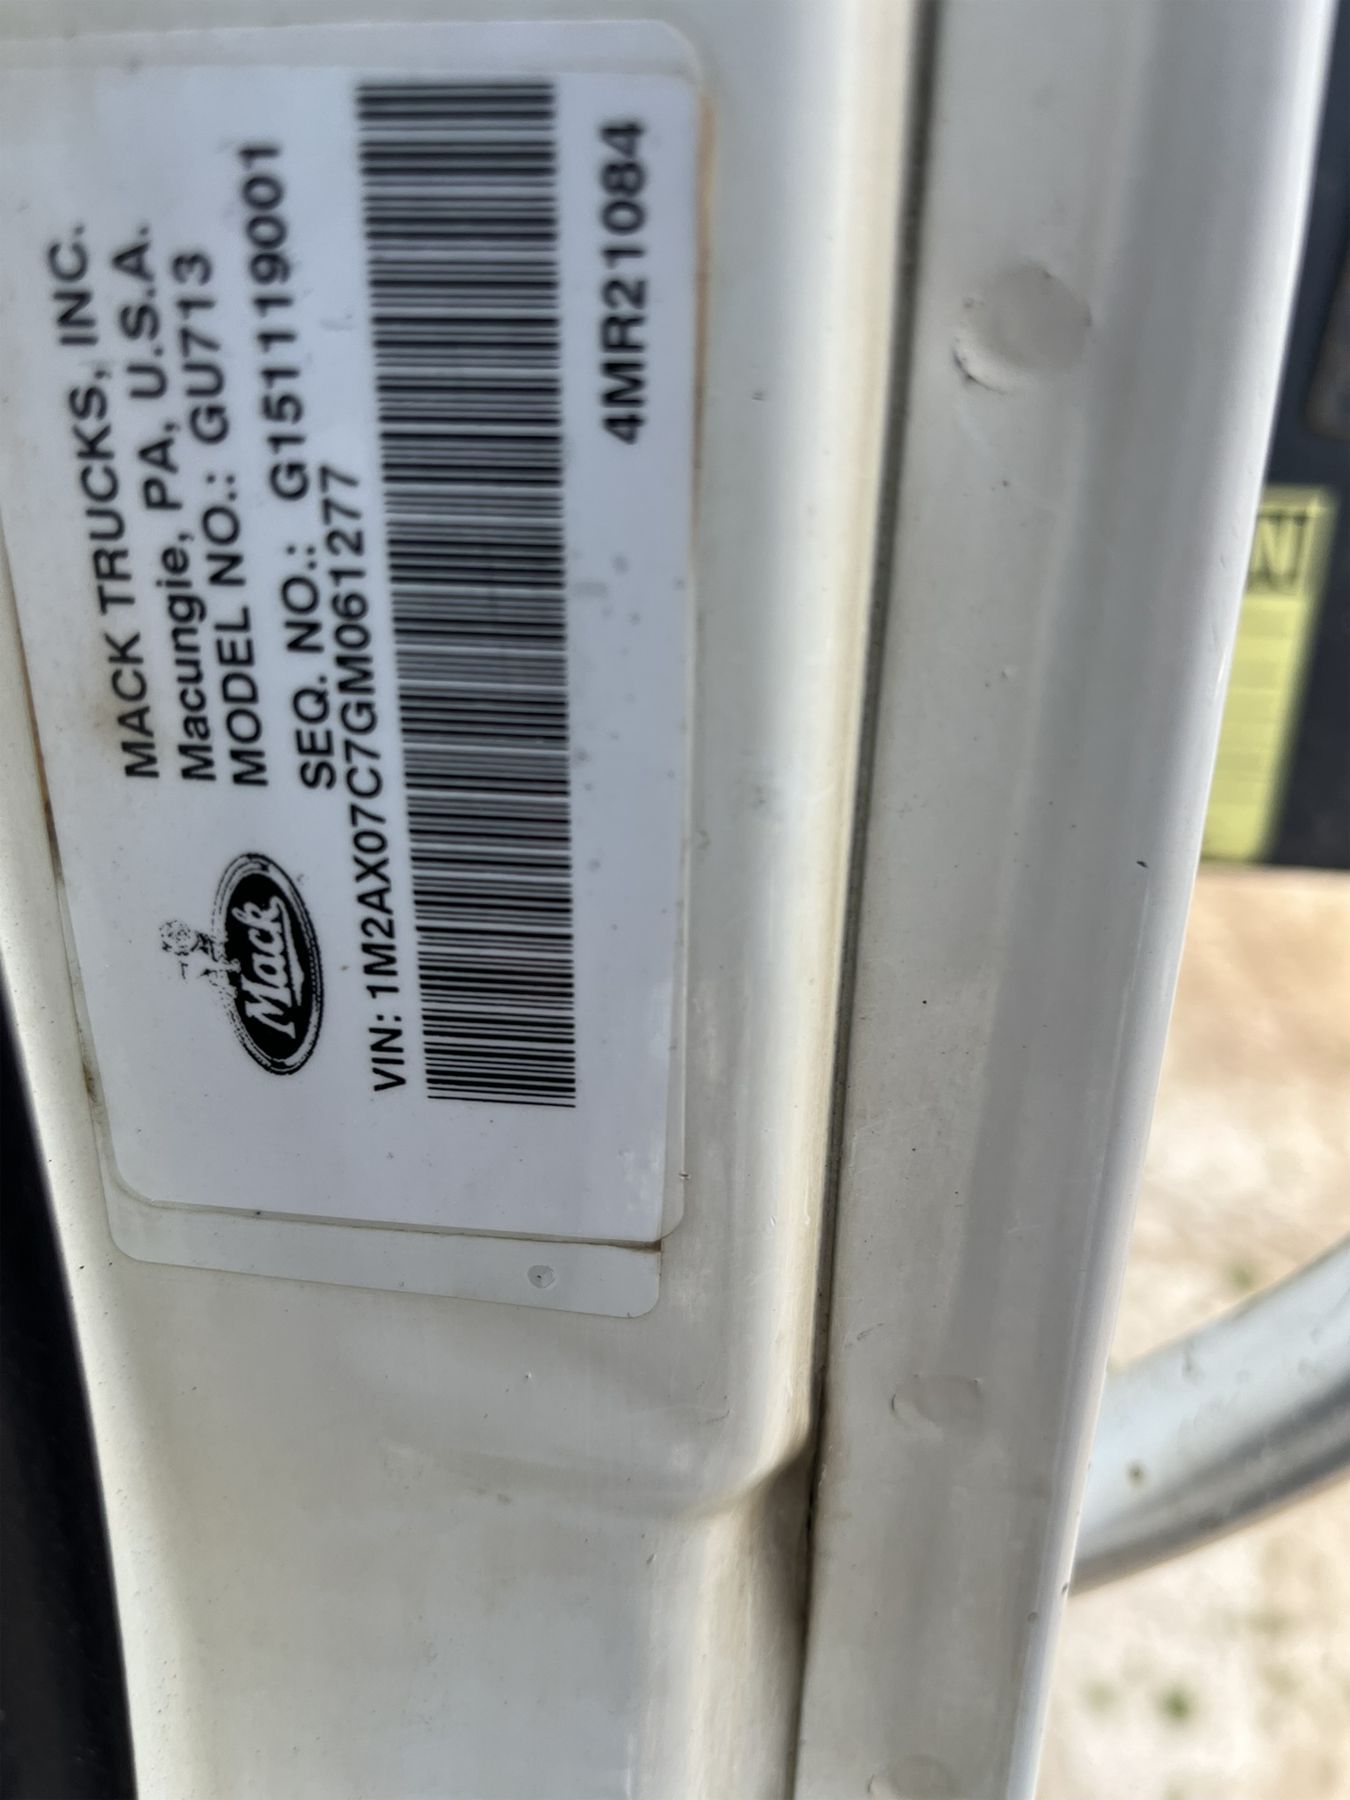 MACK TRUCKS, INC.
Macungie, PA, U.S.A.
MODEL NO.: GU713
SEQ. NO.: G151119001
Mack
VIN: 1M2AX07C7GM061277
4MR21084